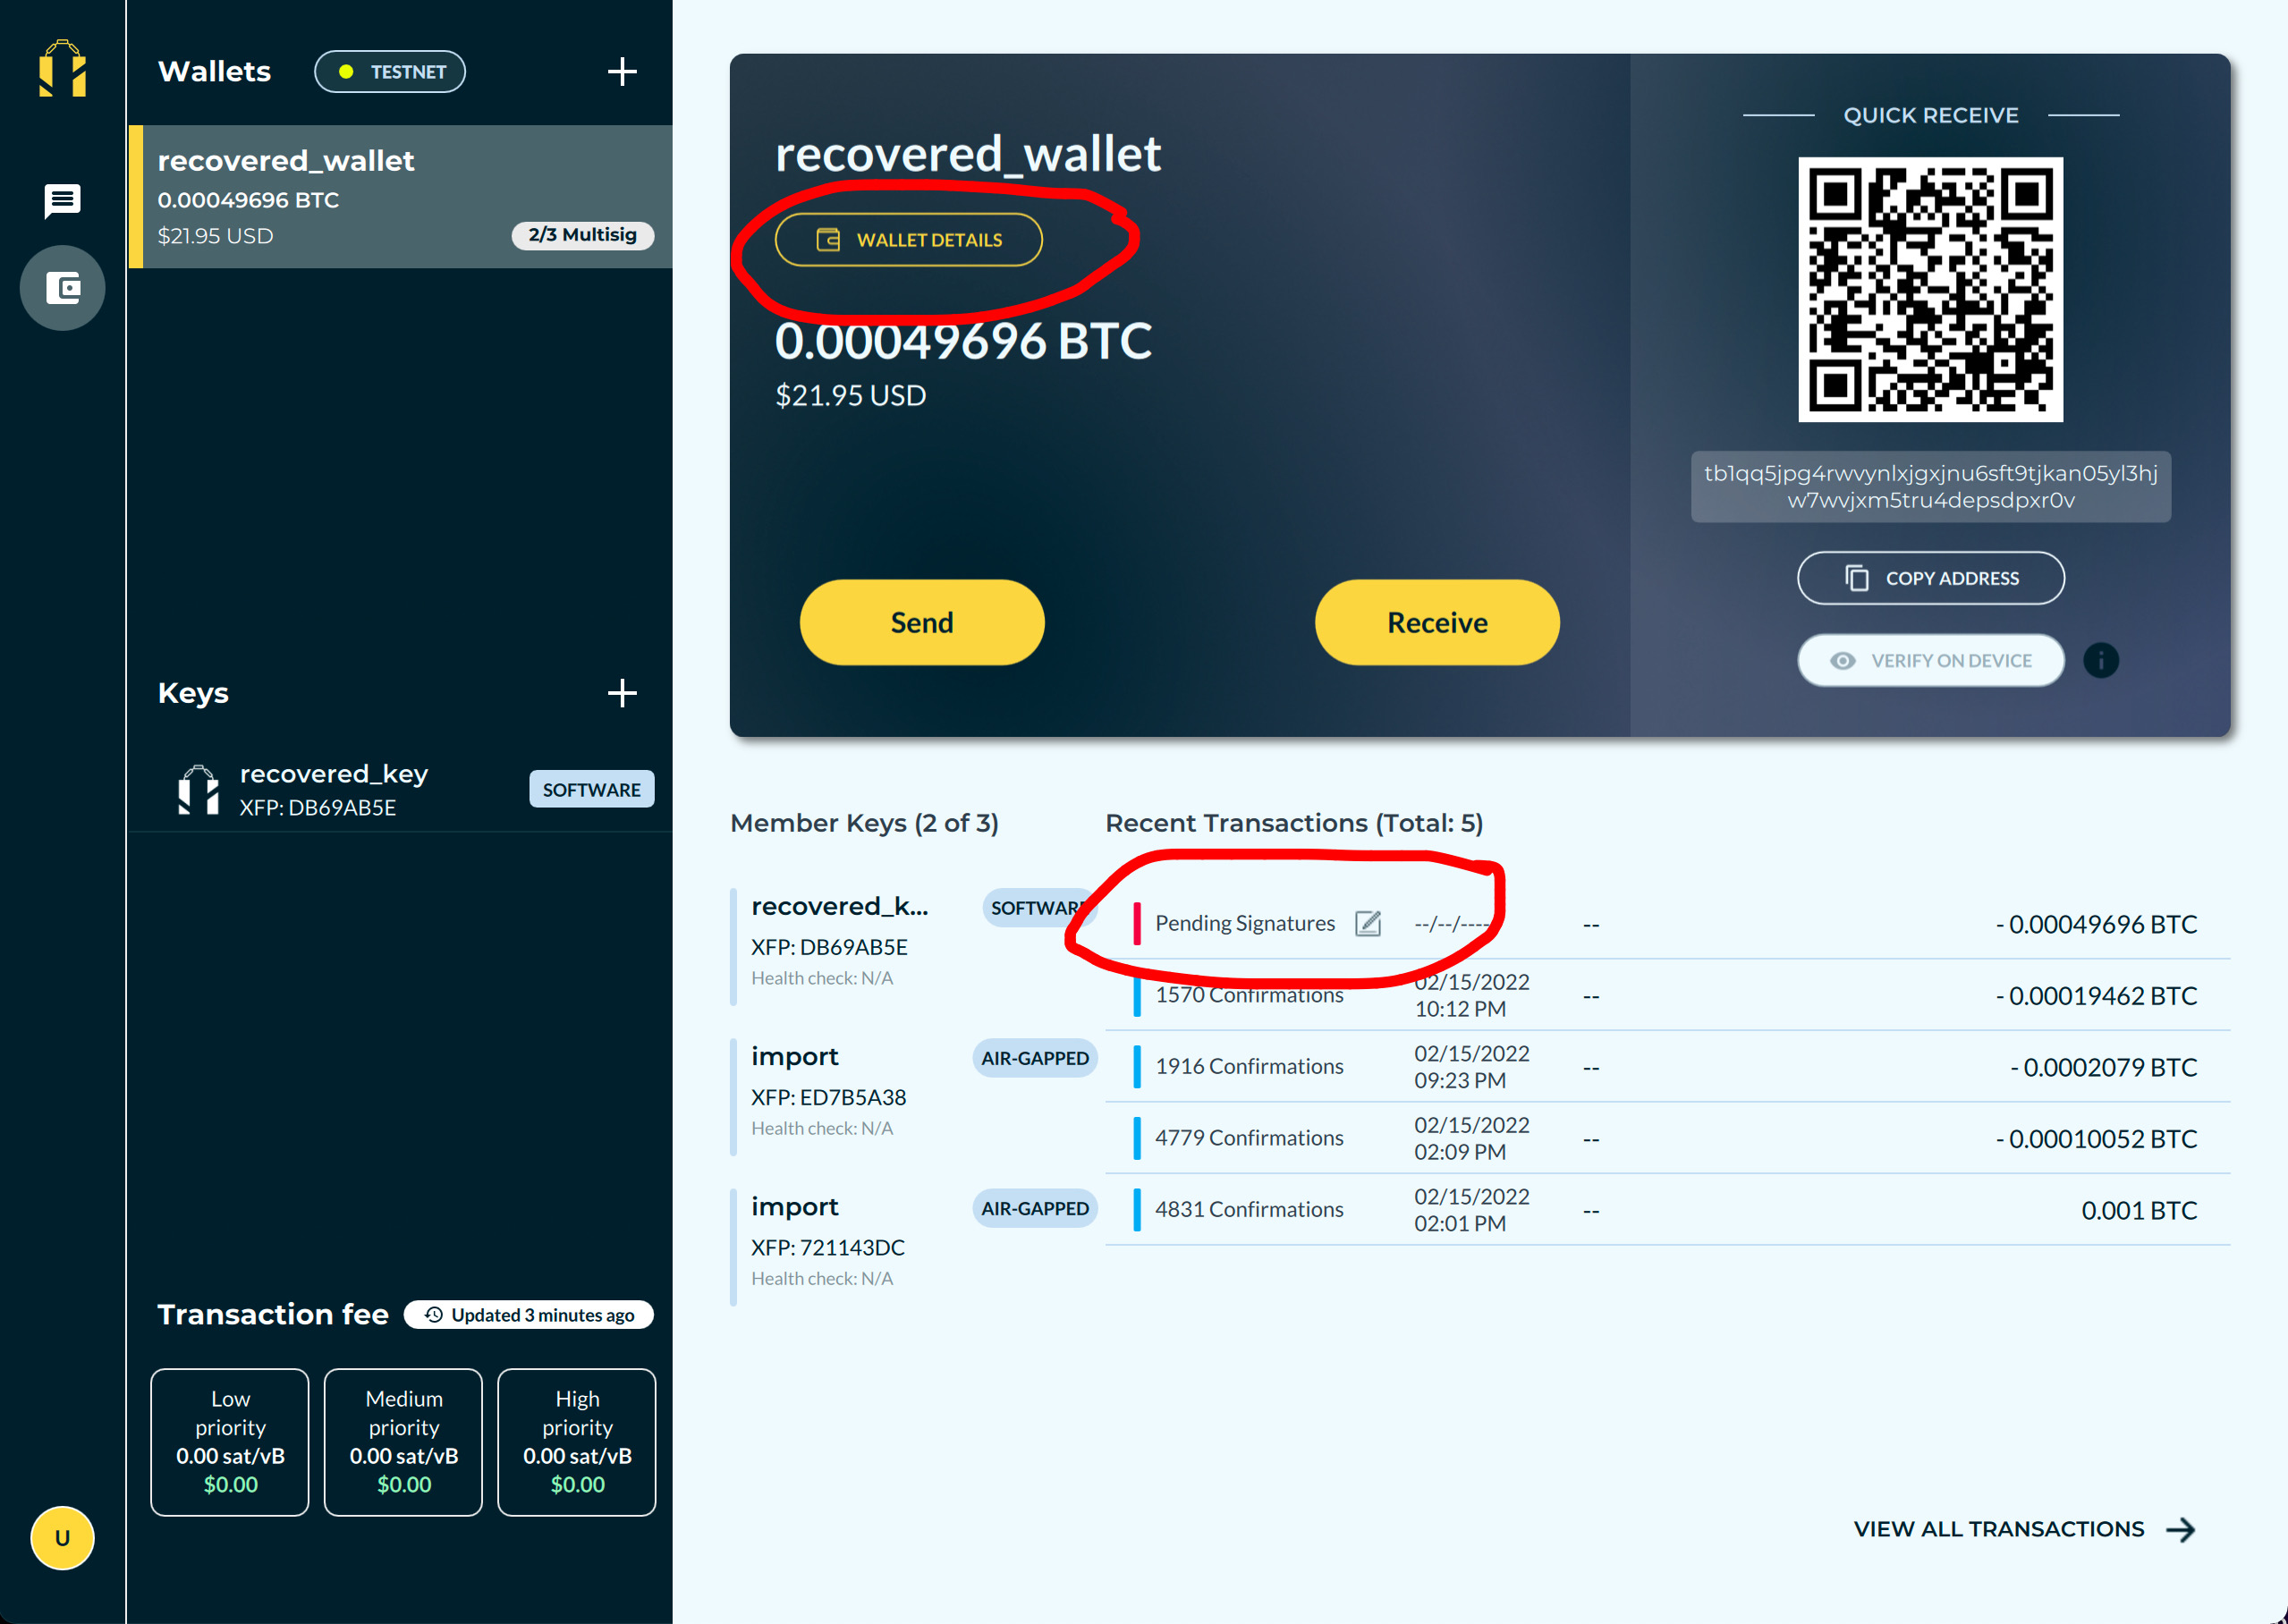 Wallets
TESTNET
recovered_wallet
0.00049696 BTC
$21.95 USD
2/3 Multisig
Keys
recovered_key
XFP: DB69AB5E
SOFTWARE
Transaction fee
Updated 3 minutes ago
Low
priority
0.00 sat/vB
$0.00
Medium
priority
0.00 sat/vB
$0.00
High
priority
0.00 sat/vB
$0.00
U
recovered_wallet
WALLET DETAILS
0.00049696 BTC
$21.95 USD
Send
Receive
QUICK RECEIVE
tb1qq5jpg4rwvynlxjgxjnu6sft9tjkan05yl3hj
w7wvjxm5tru4depsdpxr0v
COPY ADDRESS
VERIFY ON DEVICE
i
Member Keys (2 of 3)
recovered_k...
SOFTWARE
XFP: DB69AB5E
Health check: N/A
import
AIR-GAPPED
XFP: ED7B5A38
Health check: N/A
import
AIR-GAPPED
XFP: 721143DC
Health check: N/A
Recent Transactions (Total: 5)
Pending Signatures --/--/---- -- - 0.00049696 BTC
1570 Confirmations 02/15/2022 10:12 PM -- - 0.00019462 BTC
1916 Confirmations 02/15/2022 09:23 PM -- - 0.0002079 BTC
4779 Confirmations 02/15/2022 02:09 PM -- - 0.00010052 BTC
4831 Confirmations 02/15/2022 02:01 PM -- 0.001 BTC
VIEW ALL TRANSACTIONS